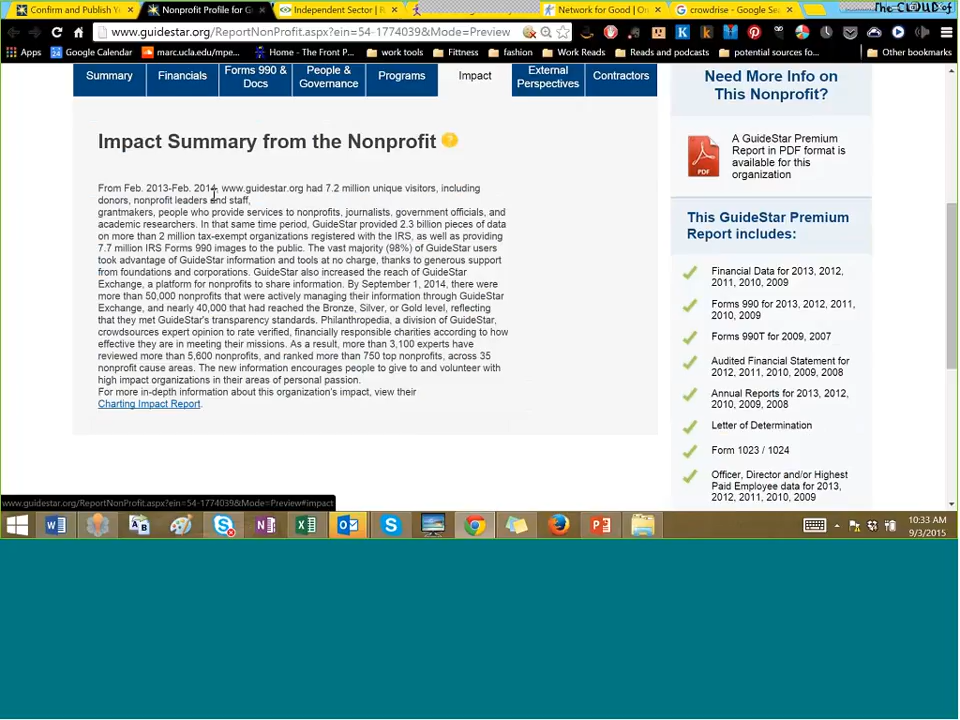 Confirm and Publish Yo
Nonprofit Profile for G
Independent Sector | R
Network for Good | On
crowdrise - Google Sea
The CLOUD of
www.guidestar.org/ReportNonProfit.aspx?ein=54-1774039&Mode=Preview
Apps
Google Calendar
marc.ucla.edu/mpe...
Home - The Front P...
work tools
Fittness
fashion
Work Reads
Reads and podcasts
potential sources fo...
Other bookmarks
Summary
Financials
Forms 990 &
Docs
People &
Governance
Programs
Impact
External
Perspectives
Contractors
Impact Summary from the Nonprofit
From Feb. 2013-Feb. 2014, www.guidestar.org had 7.2 million unique visitors, including
donors, nonprofit leaders and staff,
grantmakers, people who provide services to nonprofits, journalists, government officials, and
academic researchers. In that same time period, GuideStar provided 2.3 billion pieces of data
on more than 2 million tax-exempt organizations registered with the IRS, as well as providing
7.7 million IRS Forms 990 images to the public. The vast majority (98%) of GuideStar users
took advantage of GuideStar information and tools at no charge, thanks to generous support
from foundations and corporations. GuideStar also increased the reach of GuideStar
Exchange, a platform for nonprofits to share information. By September 1, 2014, there were
more than 50,000 nonprofits that were actively managing their information through GuideStar
Exchange, and nearly 40,000 that had reached the Bronze, Silver, or Gold level, reflecting
that they met GuideStar's transparency standards. Philanthropedia, a division of GuideStar,
crowdsources expert opinion to rate verified, financially responsible charities according to how
effective they are in meeting their missions. As a result, more than 3,100 experts have
reviewed more than 5,600 nonprofits, and ranked more than 750 top nonprofits, across 35
nonprofit cause areas. The new information encourages people to give to and volunteer with
high impact organizations in their areas of personal passion.
For more in-depth information about this organization's impact, view their
Charting Impact Report.
Need More Info on
This Nonprofit?
A GuideStar Premium
Report in PDF format is
available for this
organization
This GuideStar Premium
Report includes:
Financial Data for 2013, 2012,
2011, 2010, 2009
Forms 990 for 2013, 2012, 2011,
2010, 2009
Forms 990T for 2009, 2007
Audited Financial Statement for
2012, 2011, 2010, 2009, 2008
Annual Reports for 2013, 2012,
2010, 2009, 2008
Letter of Determination
Form 1023 / 1024
Officer, Director and/or Highest
Paid Employee data for 2013,
2012, 2011, 2010, 2009
www.guidestar.org/ReportNonProfit.aspx?ein=54-1774039&Mode=Preview#impact
10:33 AM
9/3/2015